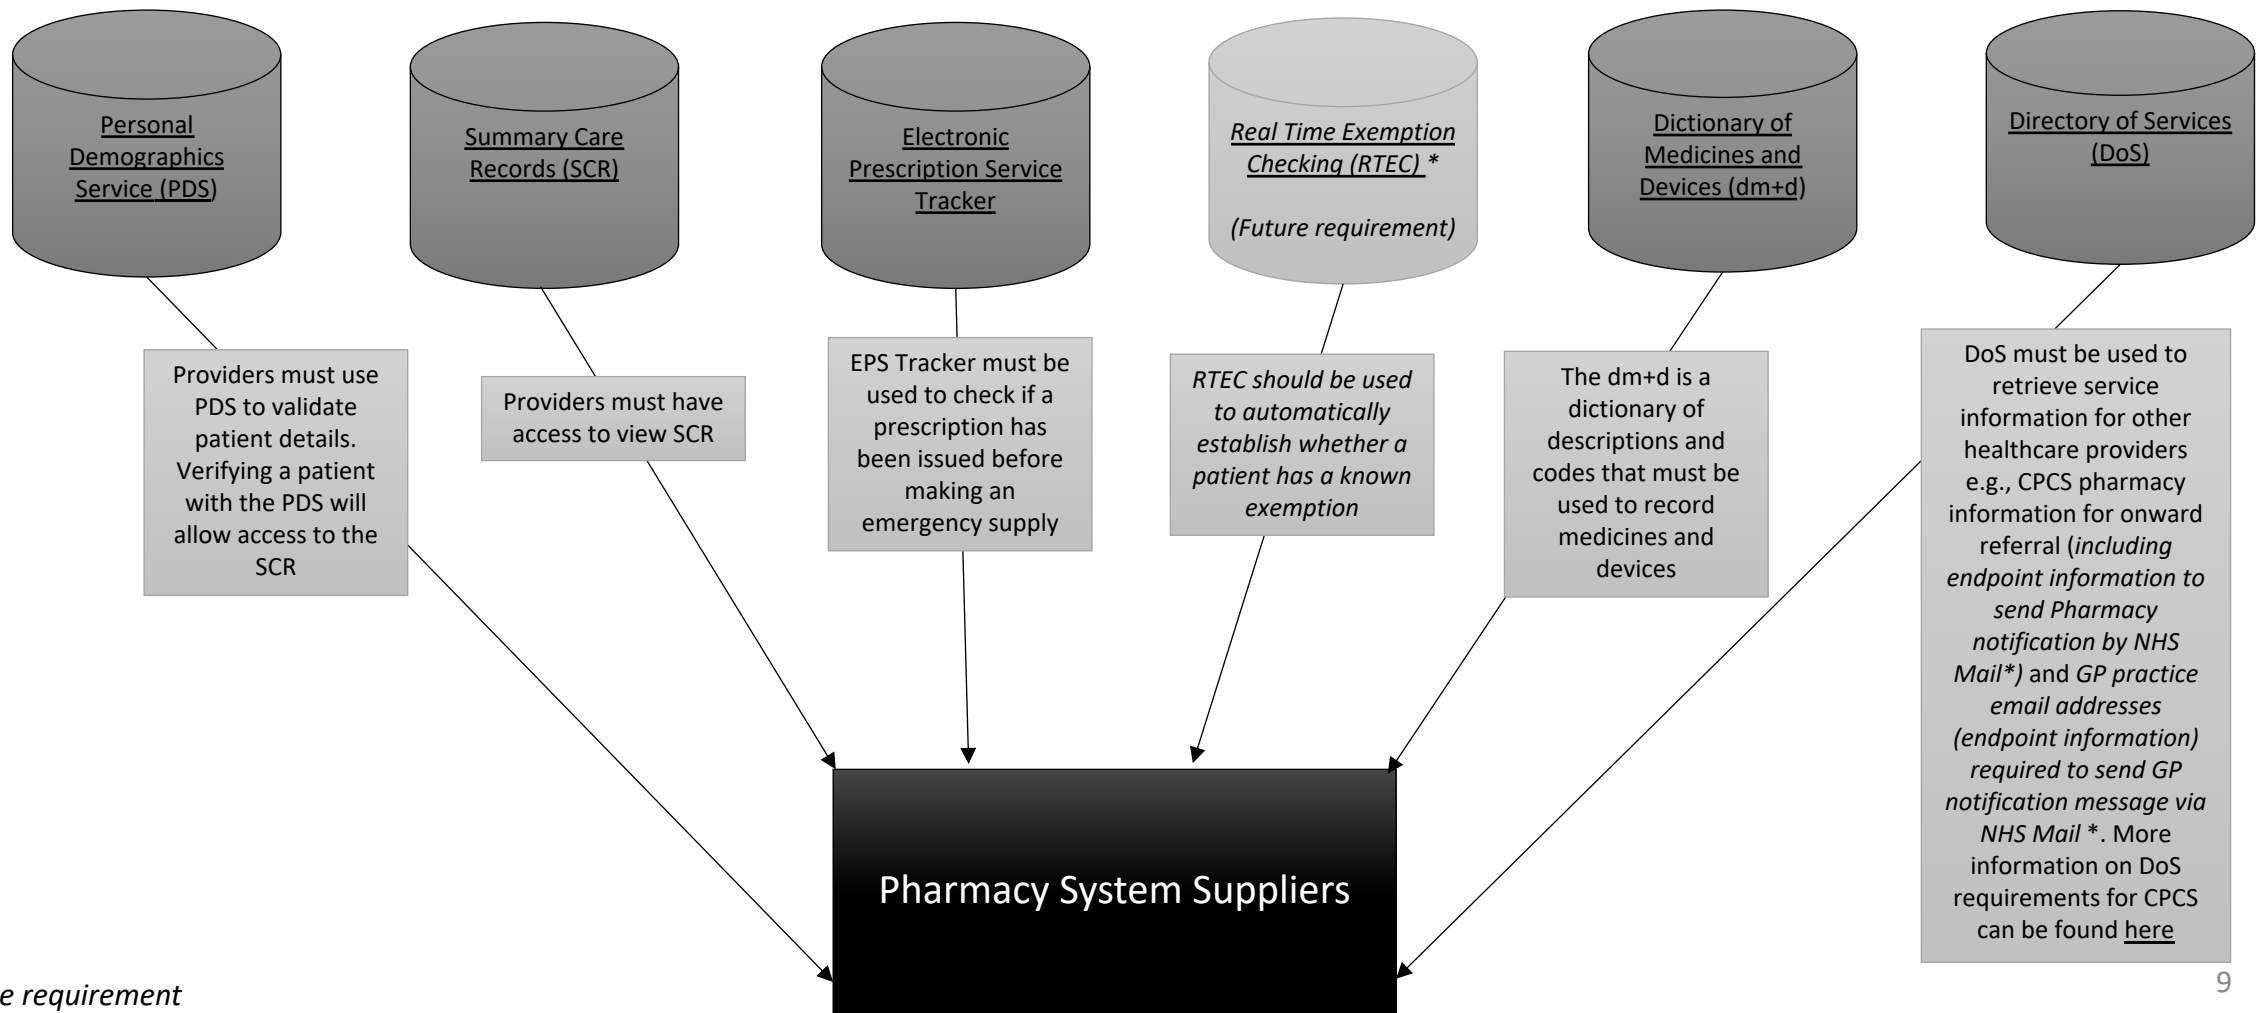 Personal
Demographics
Service (PDS)
Summary Care
Records (SCR)
Electronic
Prescription Service
Tracker
Real Time Exemption
Checking (RTEC) *
(Future requirement)
Dictionary of
Medicines and
Devices (dm+d)
Directory of Services
(DoS)
Providers must use
PDS to validate
patient details.
Verifying a patient
with the PDS will
allow access to the
SCR
Providers must have
access to view SCR
EPS Tracker must be
used to check if a
prescription has
been issued before
making an
emergency supply
RTEC should be used
to automatically
establish whether a
patient has a known
exemption
The dm+d is a
dictionary of
descriptions and
codes that must be
used to record
medicines and
devices
DoS must be used to
retrieve service
information for other
healthcare providers
e.g., CPCS pharmacy
information for onward
referral (including
endpoint information to
send Pharmacy
notification by NHS
Mail*) and GP practice
email addresses
(endpoint information)
required to send GP
notification message via
NHS Mail *. More
information on DoS
requirements for CPCS
can be found here
Pharmacy System Suppliers
e requirement
9